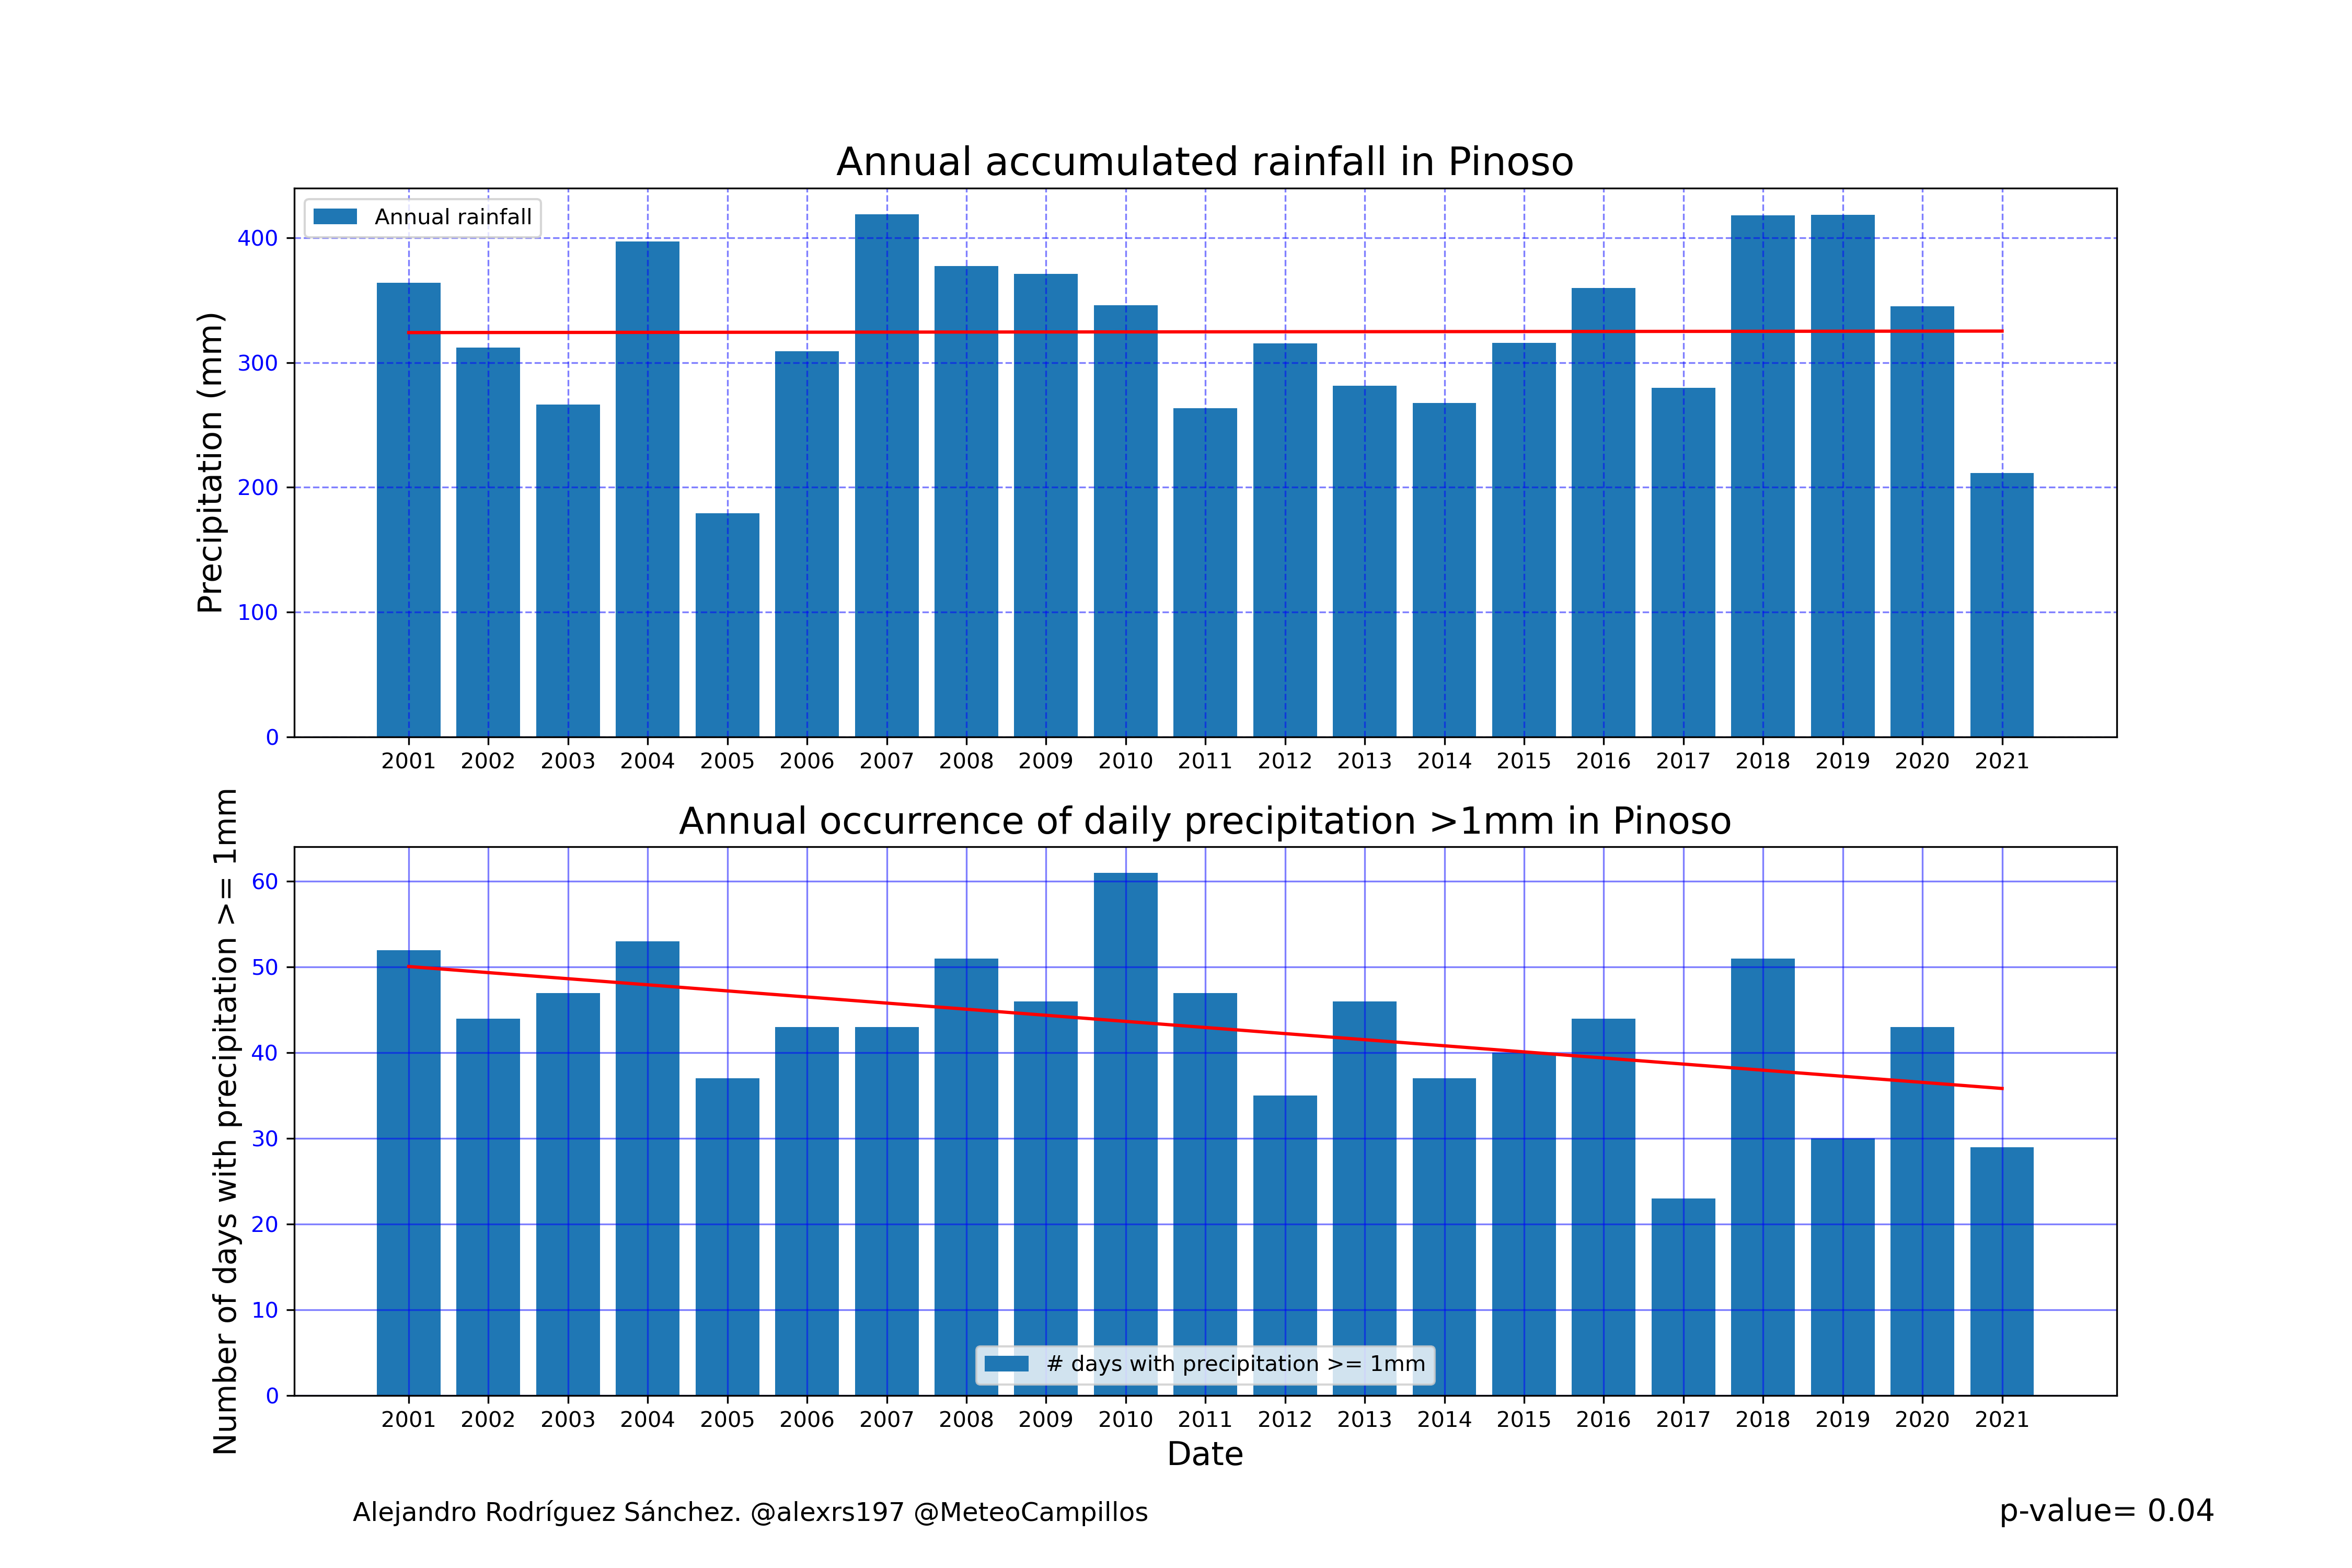 Annual accumulated rainfall in Pinoso
Annual rainfall
Precipitation (mm)
400
300
200
100
0
2001 2002 2003 2004 2005 2006 2007 2008 2009 2010 2011 2012 2013 2014 2015 2016 2017 2018 2019 2020 2021
Annual occurrence of daily precipitation >1mm in Pinoso
Number of days with precipitation >= 1mm
60
50
40
30
20
10
0
# days with precipitation >= 1mm
2001 2002 2003 2004 2005 2006 2007 2008 2009 2010 2011 2012 2013 2014 2015 2016 2017 2018 2019 2020 2021
Date
Alejandro Rodríguez Sánchez. @alexrs197 @MeteoCampillos
p-value= 0.04